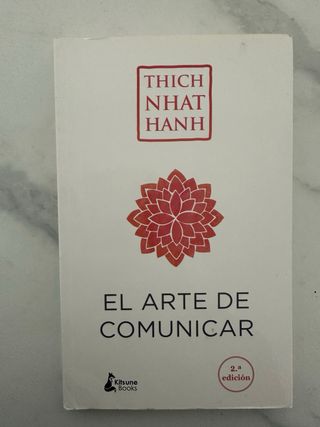 THICH
NHAT
HANH
EL ARTE DE
COMUNICAR
Kitsune
Books
2.ª
edición